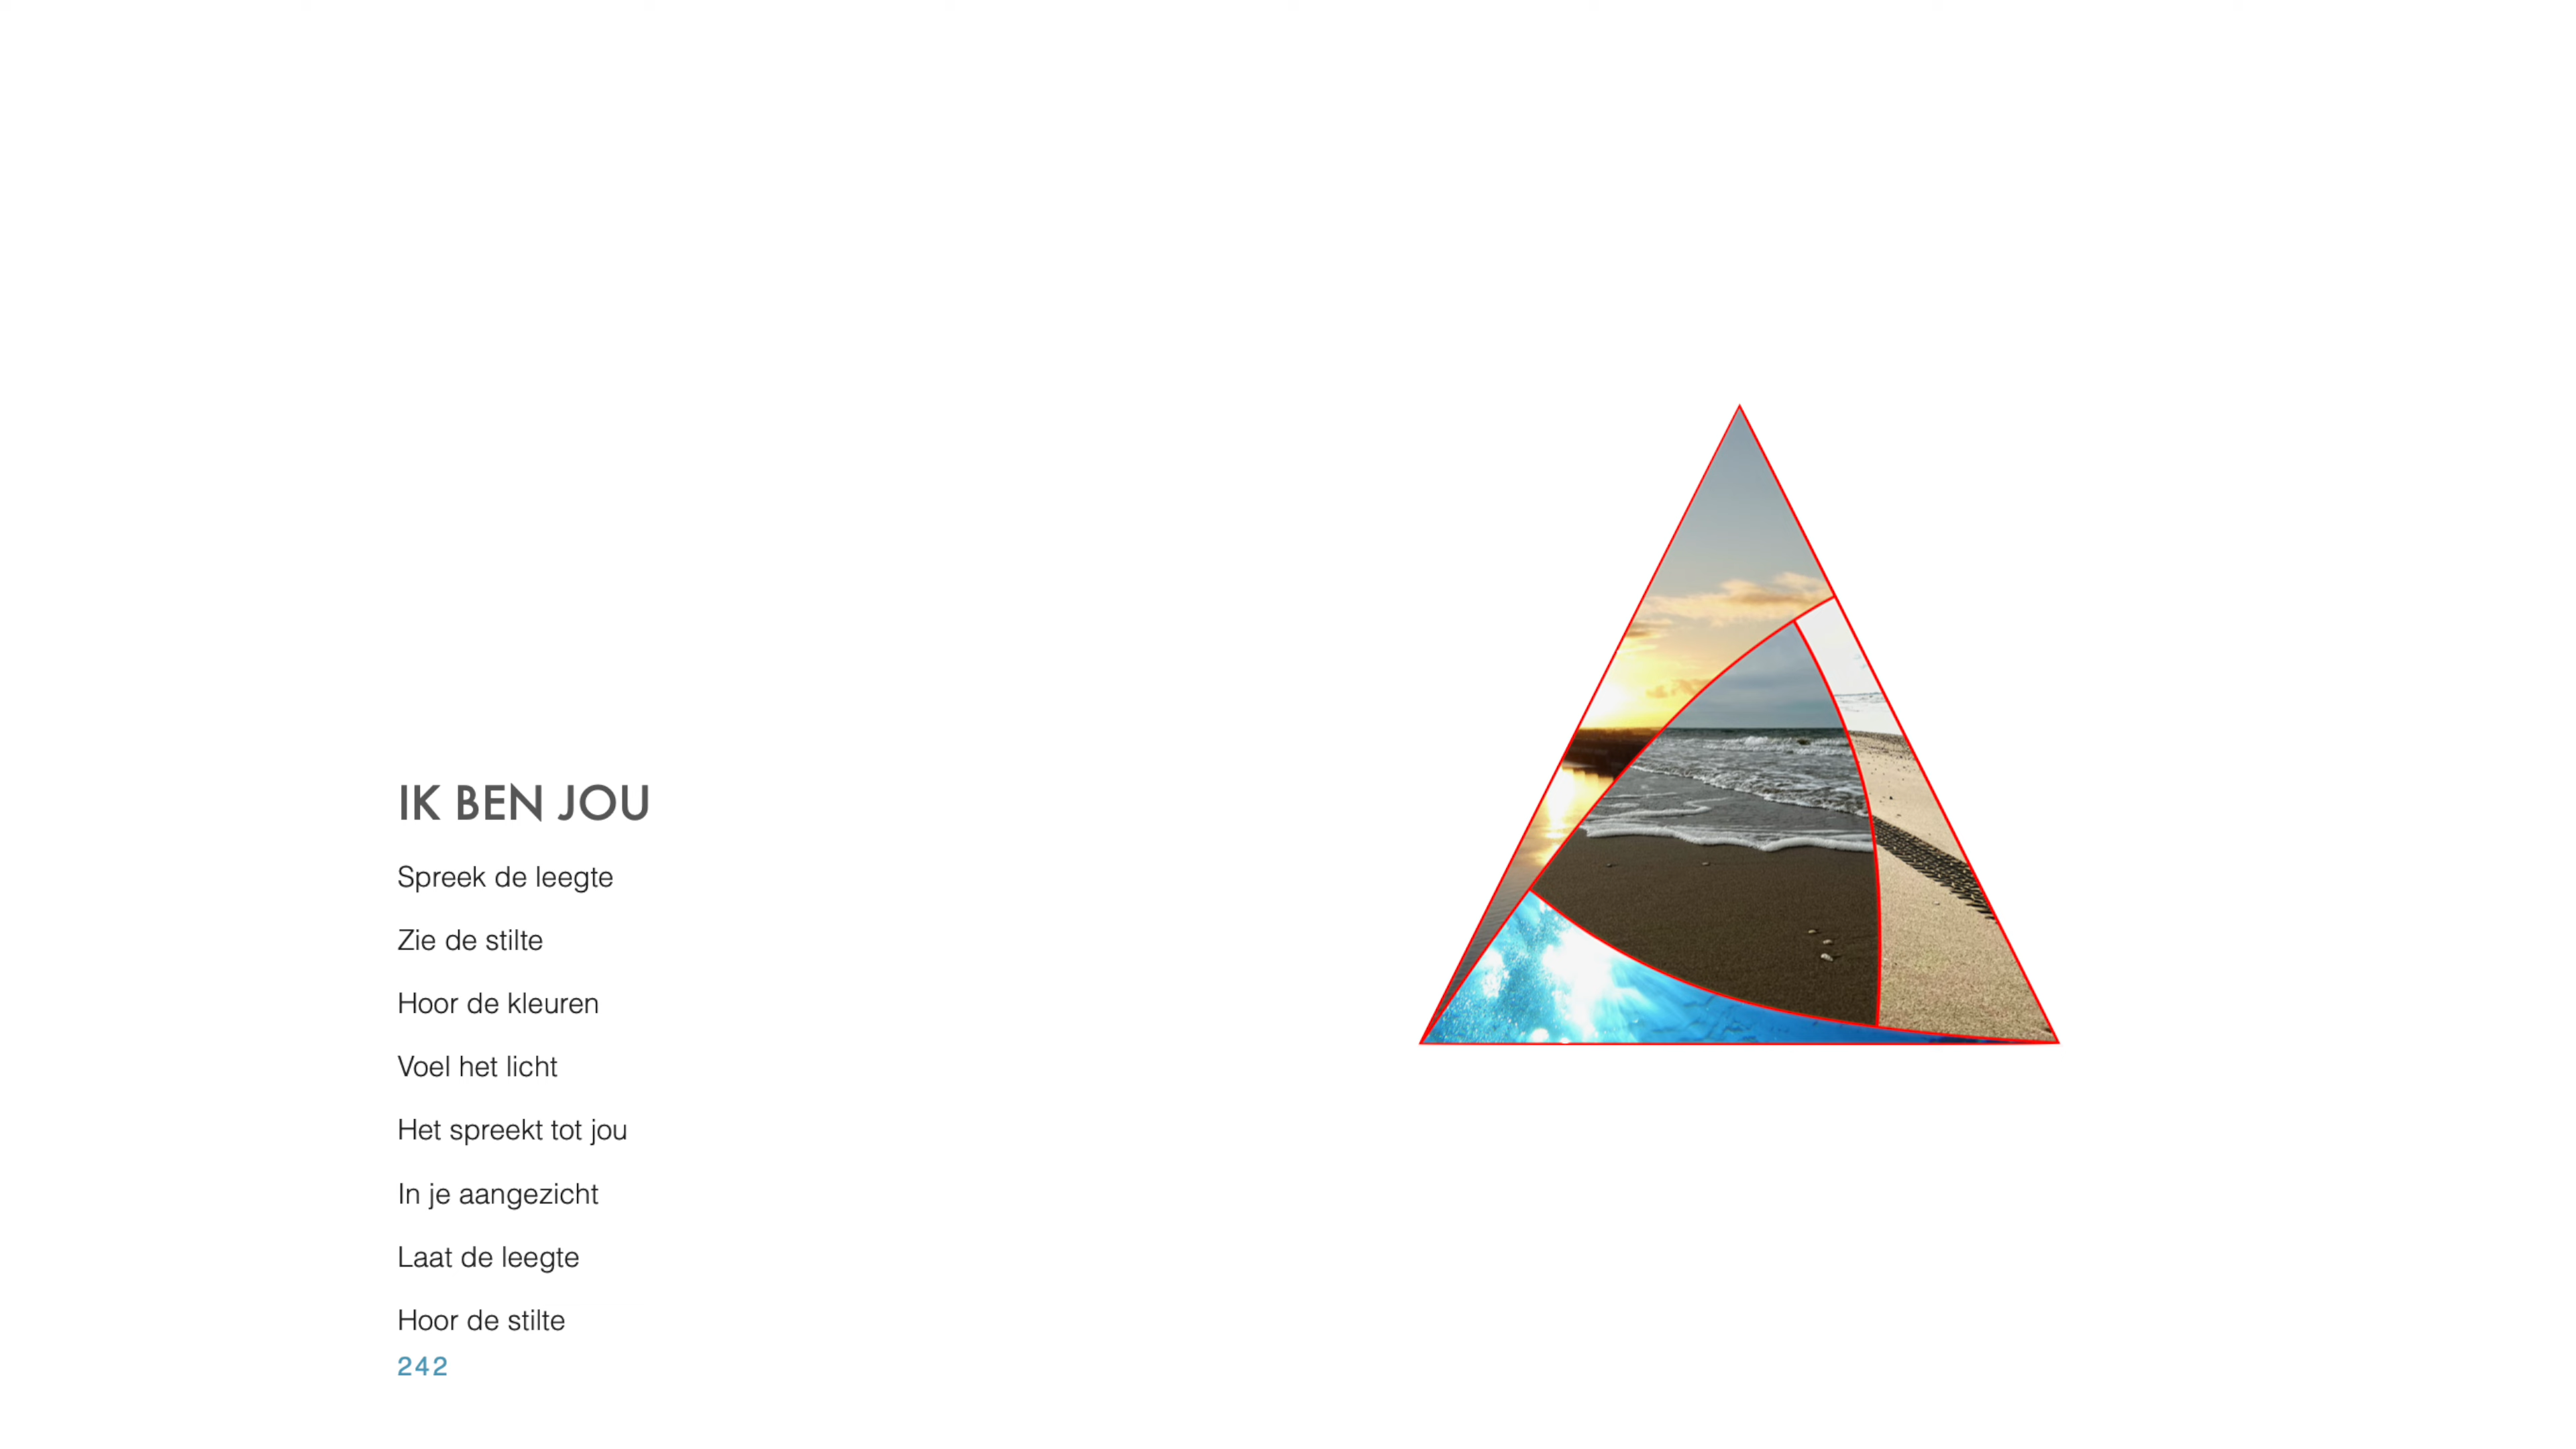 IK BEN JOU
Spreek de leegte
Zie de stilte
Hoor de kleuren
Voel het licht
Het spreekt tot jou
In je aangezicht
Laat de leegte
Hoor de stilte
242